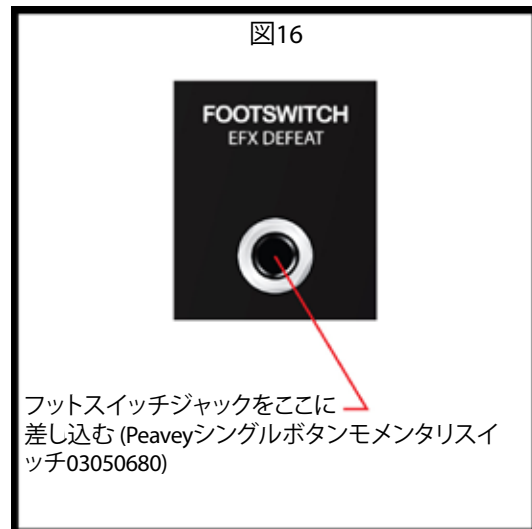 図16
FOOTSWITCH
EFX DEFEAT
フットスイッチジャックをここに
差し込む (Peaveyシングルボタンモメンタリスイ
ッチ03050680)